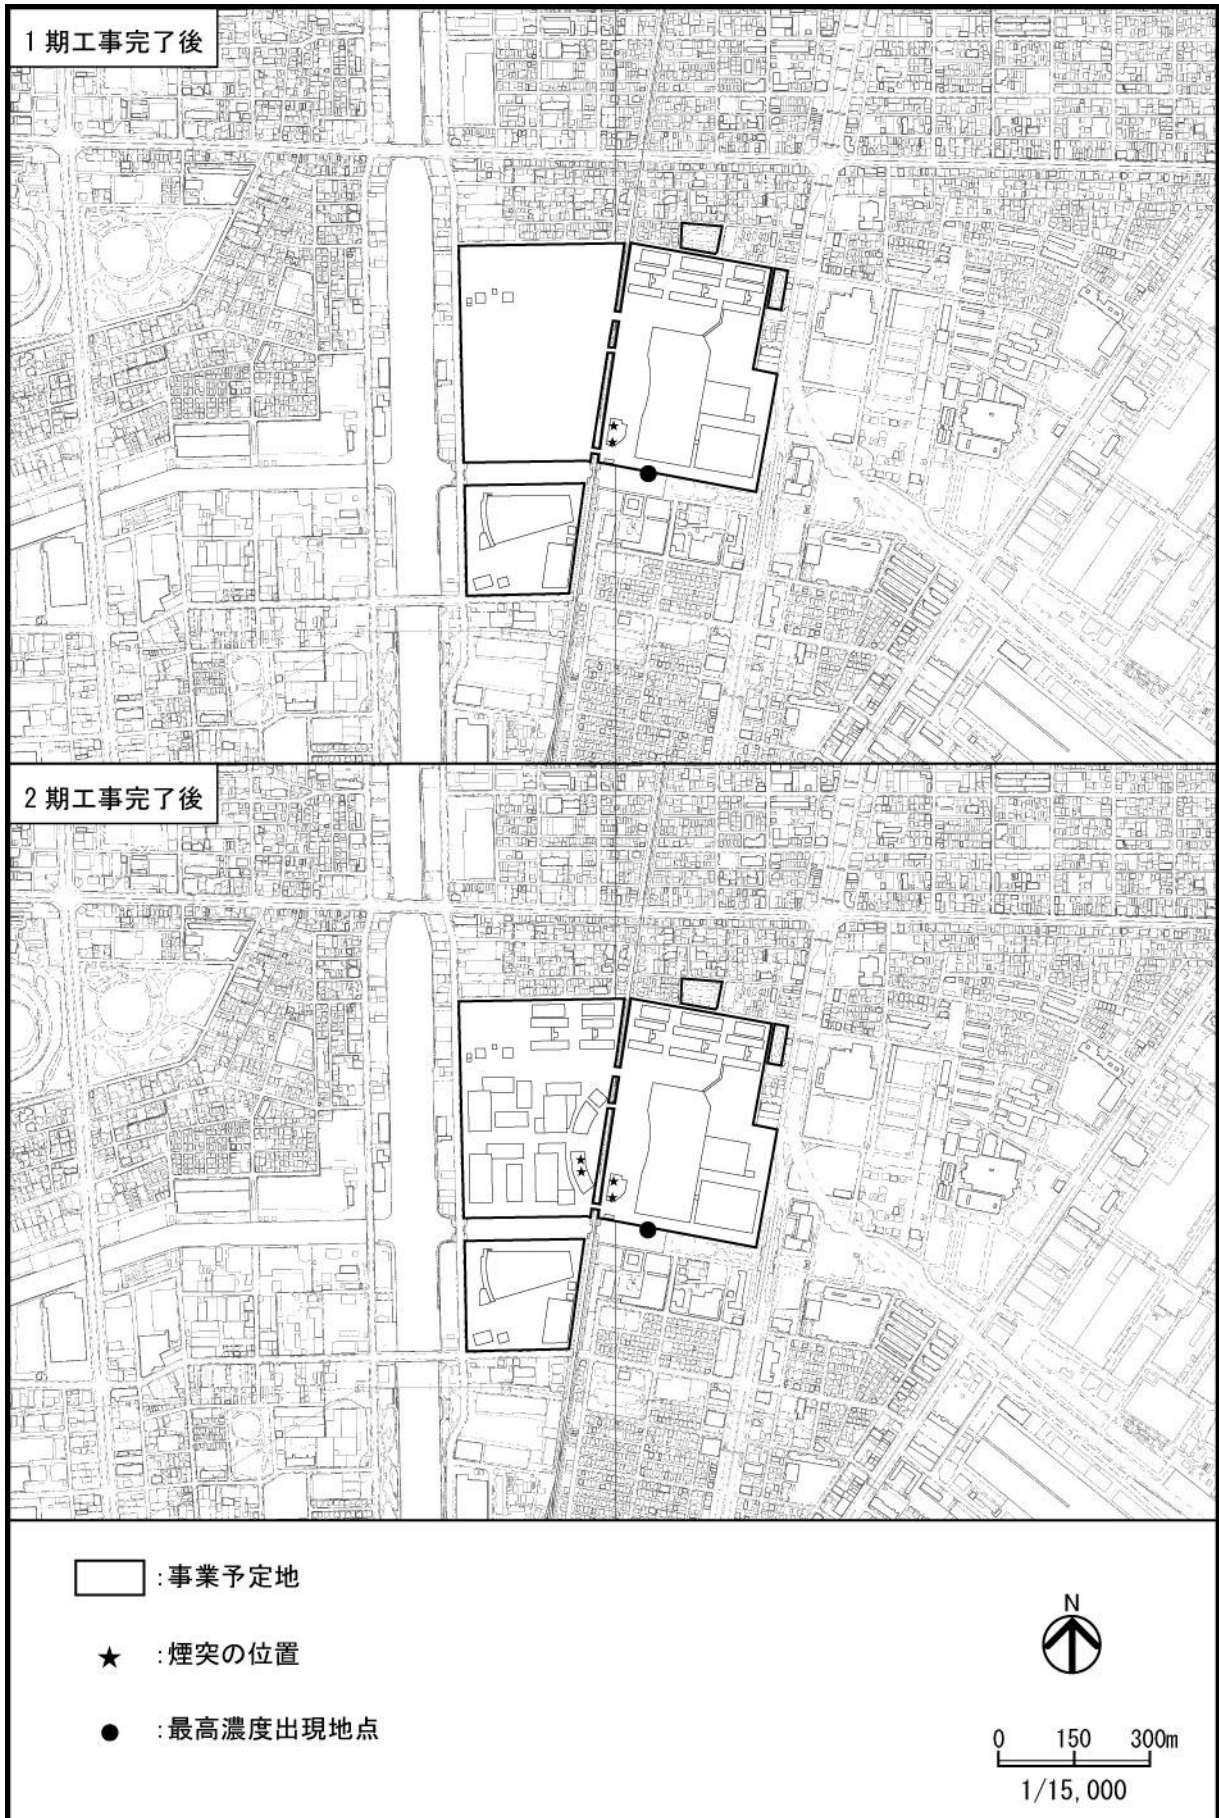 1期工事完了後
2期工事完了後
：事業予定地
★ ：煙突の位置
● ：最高濃度出現地点
N
0 150 300m
1/15,000